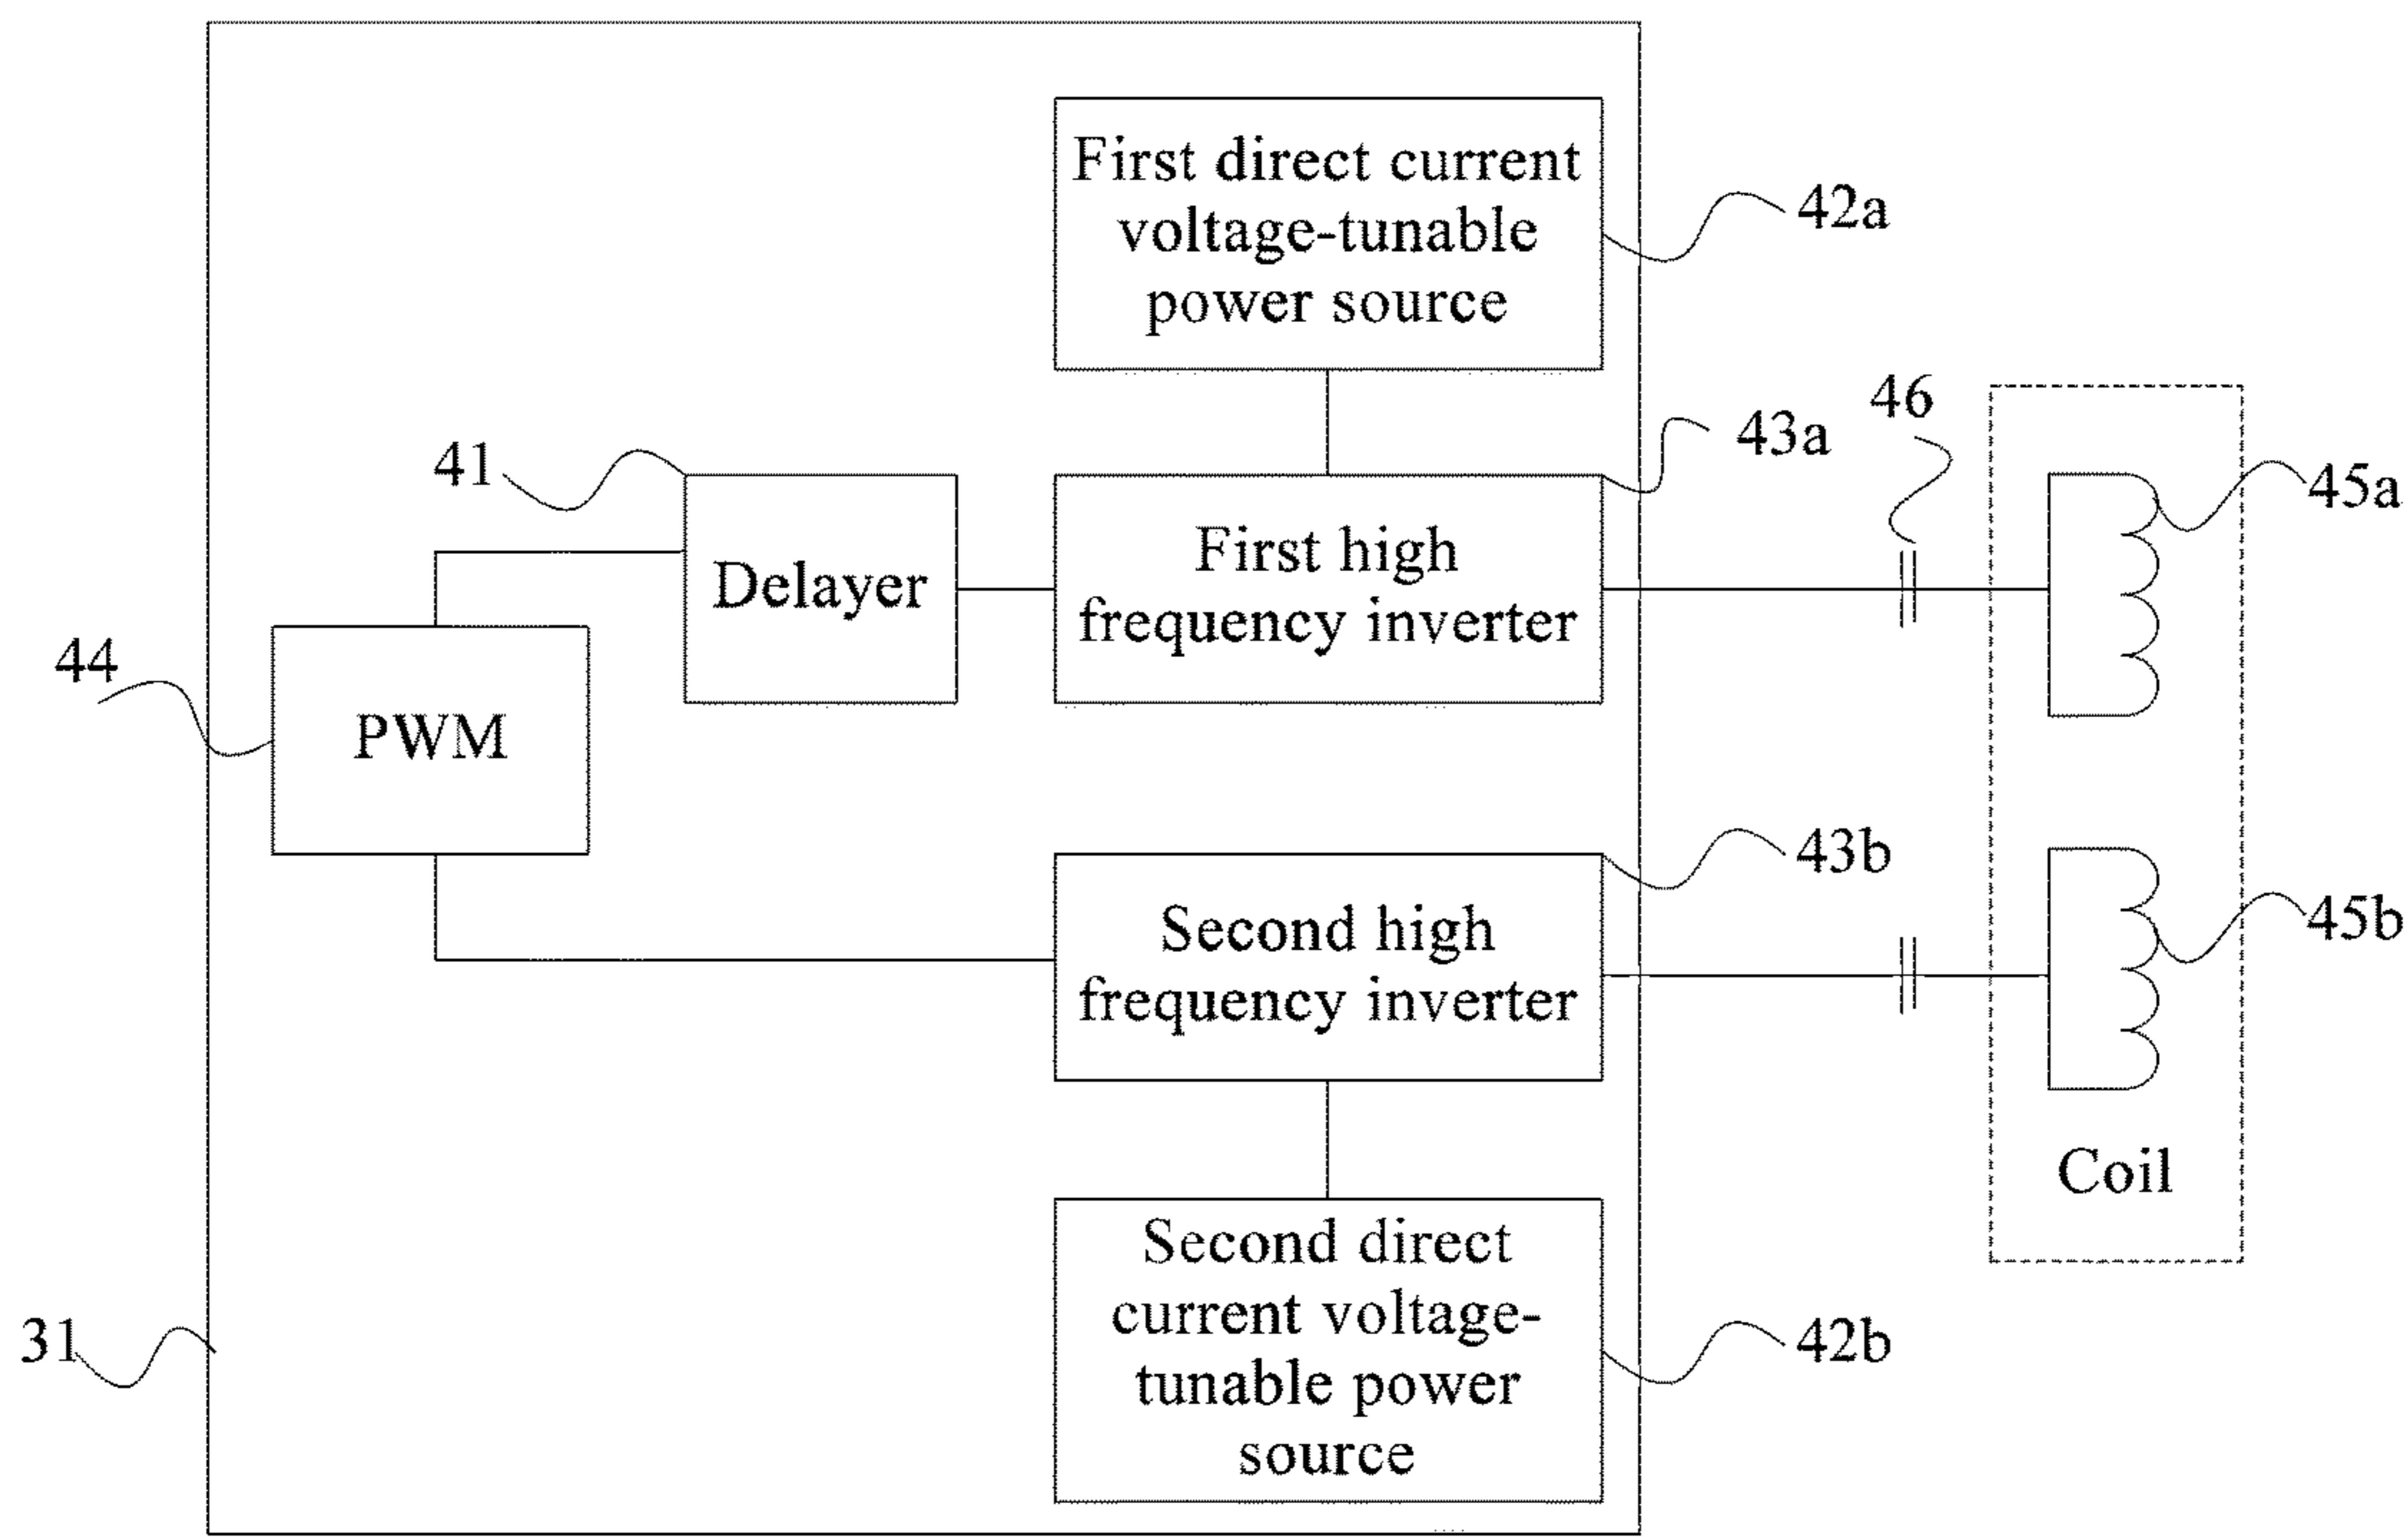 First direct current
voltage-tunable
power source
42a
46
43a
41
45a
First high
frequency inverter
Delayer
44
PWM
43b
45b
Second high
frequency inverter
Coil
Second direct
current voltage-
tunable power
source
31
42b